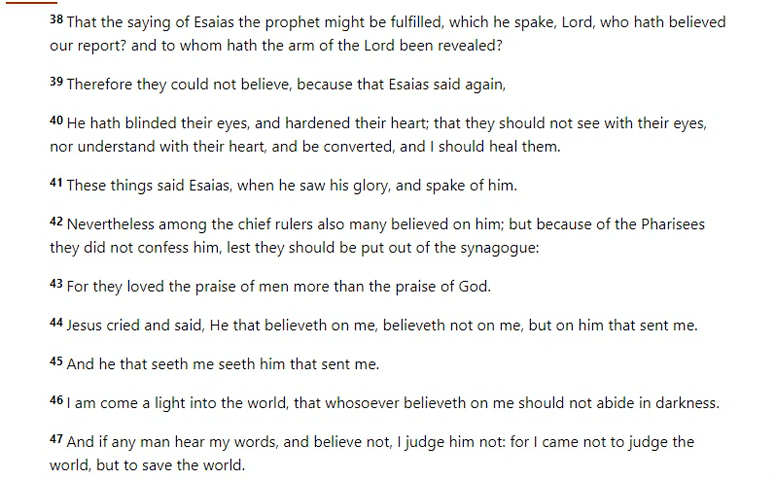 38 That the saying of Esaias the prophet might be fulfilled, which he spake, Lord, who hath believed
our report? and to whom hath the arm of the Lord been revealed?
39 Therefore they could not believe, because that Esaias said again,
40 He hath blinded their eyes, and hardened their heart; that they should not see with their eyes,
nor understand with their heart, and be converted, and I should heal them.
41 These things said Esaias, when he saw his glory, and spake of him.
42 Nevertheless among the chief rulers also many believed on him; but because of the Pharisees
they did not confess him, lest they should be put out of the synagogue:
43 For they loved the praise of men more than the praise of God.
44 Jesus cried and said, He that believeth on me, believeth not on me, but on him that sent me.
45 And he that seeth me seeth him that sent me.
46 I am come a light into the world, that whosoever believeth on me should not abide in darkness.
47 And if any man hear my words, and believe not, I judge him not: for I came not to judge the
world, but to save the world.